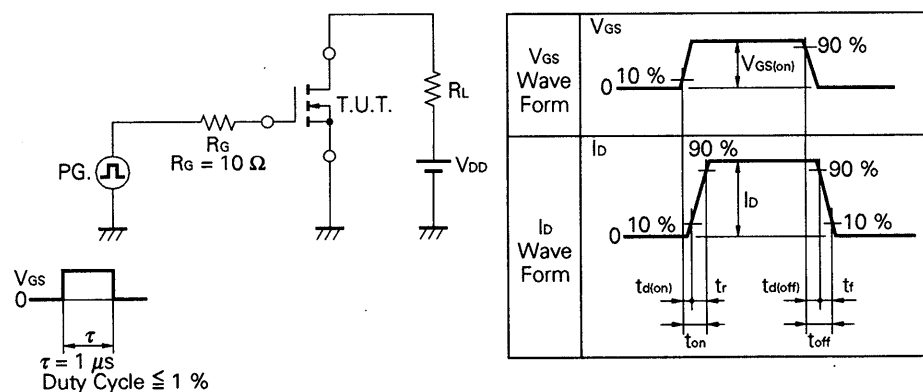 RL
T.U.T.
RG
RG = 10 Ω
PG.
VDD
VGS
0
τ
τ = 1 μs
Duty Cycle ≦ 1 %
VGS
Wave
Form
VGS
90 %
10 %
VGS(on)
0
ID
Wave
Form
ID
90 %
90 %
ID
10 %
10 %
0
td(on) tr td(off) tf
ton toff